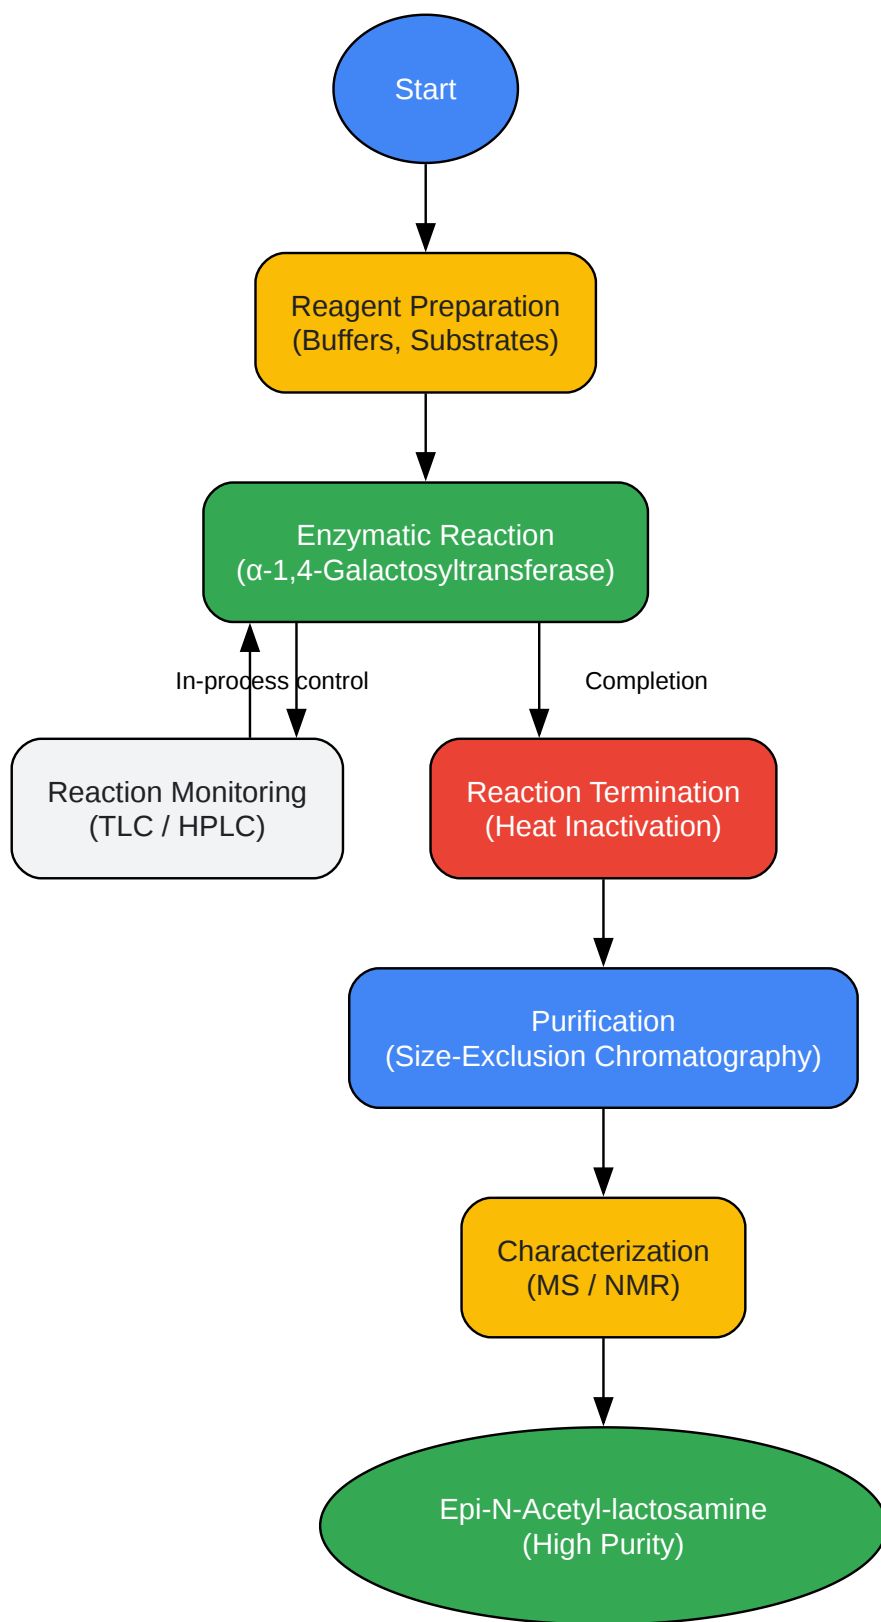 Start
Reagent Preparation
(Buffers, Substrates)
Enzymatic Reaction
(α-1,4-Galactosyltransferase)
In-process control
Completion
Reaction Monitoring
(TLC / HPLC)
Reaction Termination
(Heat Inactivation)
Purification
(Size-Exclusion Chromatography)
Characterization
(MS / NMR)
Epi-N-Acetyl-lactosamine
(High Purity)